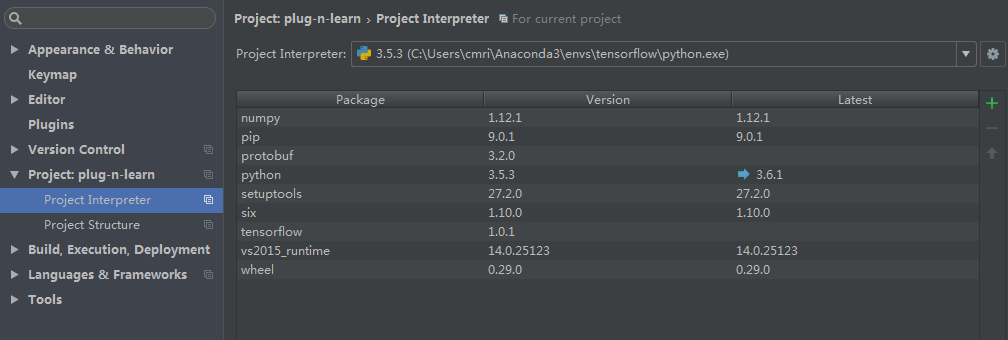 Project: plug-n-learn › Project Interpreter For current project
Appearance & Behavior
Keymap
Editor
Plugins
Version Control
Project: plug-n-learn
Project Interpreter
Project Structure
Build, Execution, Deployment
Languages & Frameworks
Tools
Project Interpreter: 3.5.3 (C:\Users\cmri\Anaconda3\envs\tensorflow\python.exe)
Package Version Latest
numpy 1.12.1 1.12.1
pip 9.0.1 9.0.1
protobuf 3.2.0
python 3.5.3 3.6.1
setuptools 27.2.0 27.2.0
six 1.10.0 1.10.0
tensorflow 1.0.1
vs2015_runtime 14.0.25123 14.0.25123
wheel 0.29.0 0.29.0